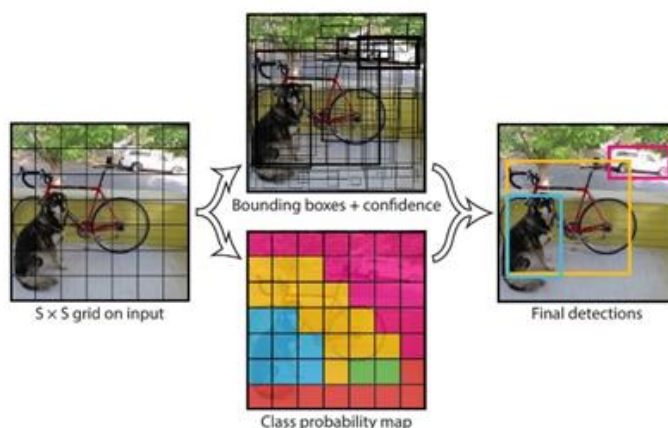 Bounding boxes + confidence
S × S grid on input
Final detections
Class probability map